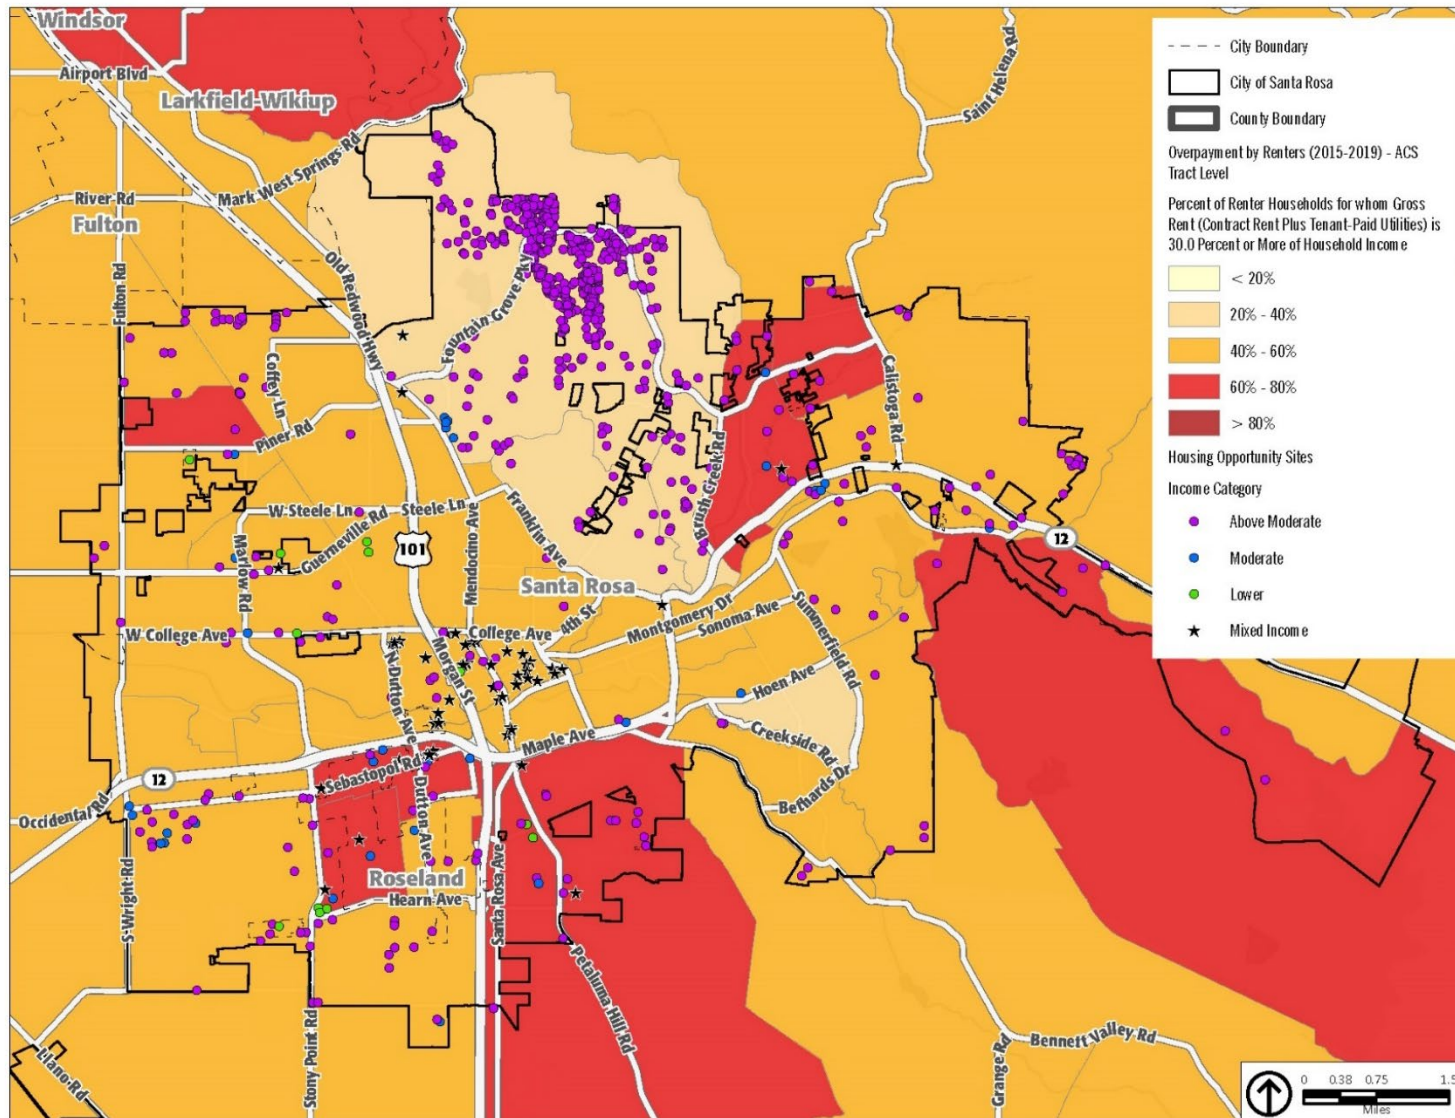 Windsor
Airport Blvd
Larkfield-Wikiup
Saint Helena Rd
Mark West Springs Rd
River Rd
Fulton
Fulton Rd
Old Redwood Hwy
Fountain Grove Pky
Coffey Ln
Piner Rd
Calistoga Rd
Brush Creek Rd
W Steele Ln
Steele Ln
Guerneville Rd
Franklin Ave
Mendocino Ave
101
12
Marlow Rd
Santa Rosa
W College Ave
College Ave
4th St
Montgomery Dr
Sonoma Ave
Summerfield Rd
N Dutton Ave
Morgan St
Hoen Ave
Creekside Rd
Maple Ave
Bethards Dr
12
Sebastopol Rd
Occidental Rd
Dutton Ave
S Wright Rd
Roseland
Hearn Ave
Santa Rosa Ave
Petaluma Hill Rd
Stony Point Rd
Llano Rd
Grange Rd
Bennett Valley Rd
City Boundary
City of Santa Rosa
County Boundary
Overpayment by Renters (2015-2019) - ACS
Tract Level
Percent of Renter Households for whom Gross
Rent (Contract Rent Plus Tenant-Paid Utilities) is
30.0 Percent or More of Household Income
< 20%
20% - 40%
40% - 60%
60% - 80%
> 80%
Housing Opportunity Sites
Income Category
Above Moderate
Moderate
Lower
Mixed Income
0 0.38 0.75 1.5
Miles